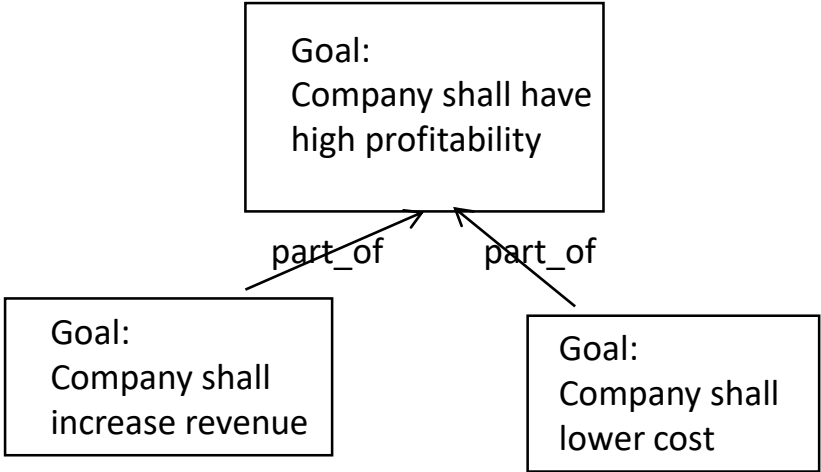 Goal:
Company shall have
high profitability
part_of
part_of
Goal:
Company shall
increase revenue
Goal:
Company shall
lower cost